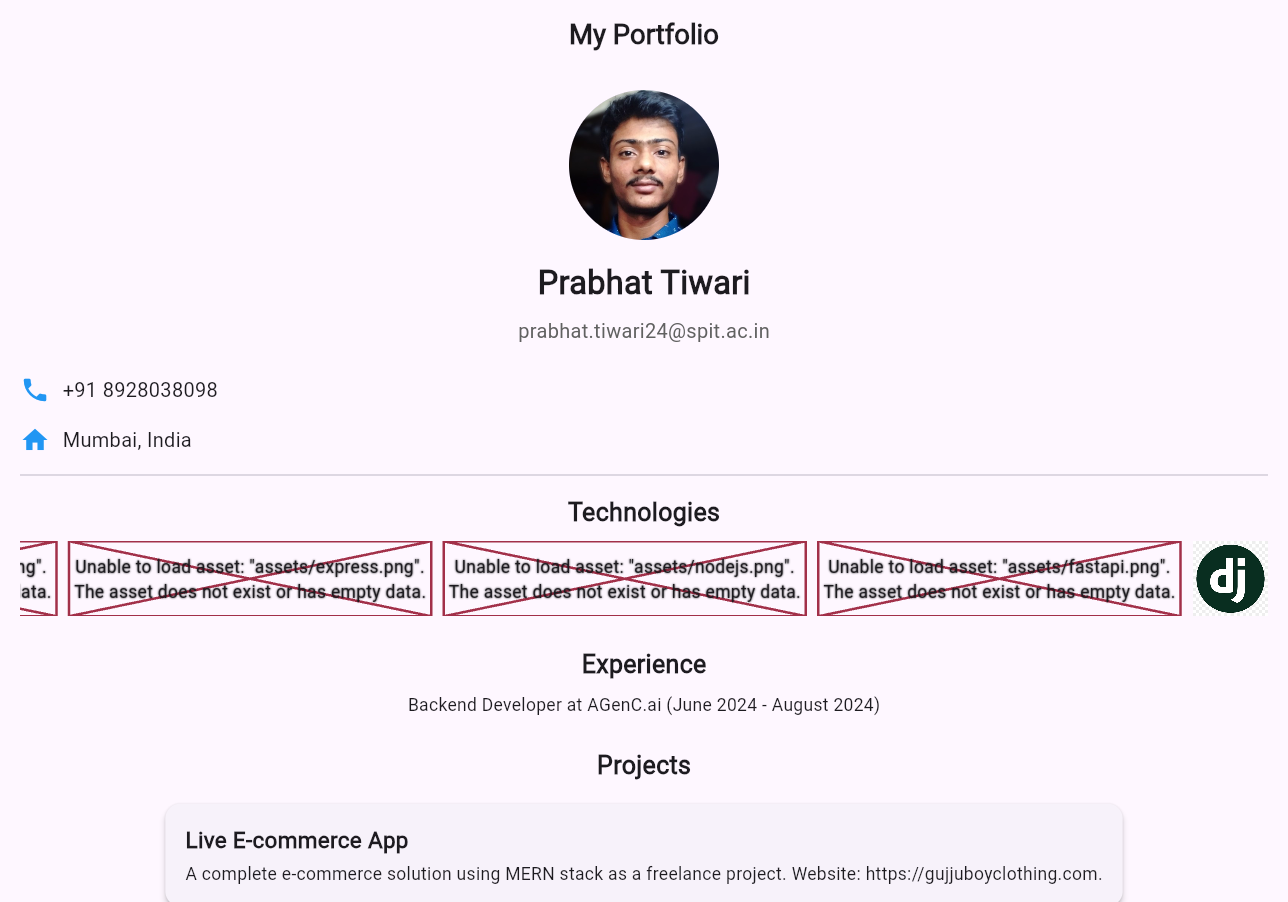 My Portfolio
Prabhat Tiwari
prabhat.tiwari24@spit.ac.in
+91 8928038098
Mumbai, India
Technologies
ng".
ata.
Unable to load asset: "assets/express.png".
The asset does not exist or has empty data.
Unable to load asset: "assets/nodejs.png".
The asset does not exist or has empty data.
Unable to load asset: "assets/fastapi.png".
The asset does not exist or has empty data.
dj
Experience
Backend Developer at AGenC.ai (June 2024 - August 2024)
Projects
Live E-commerce App
A complete e-commerce solution using MERN stack as a freelance project. Website: https://gujjuboyclothing.com.